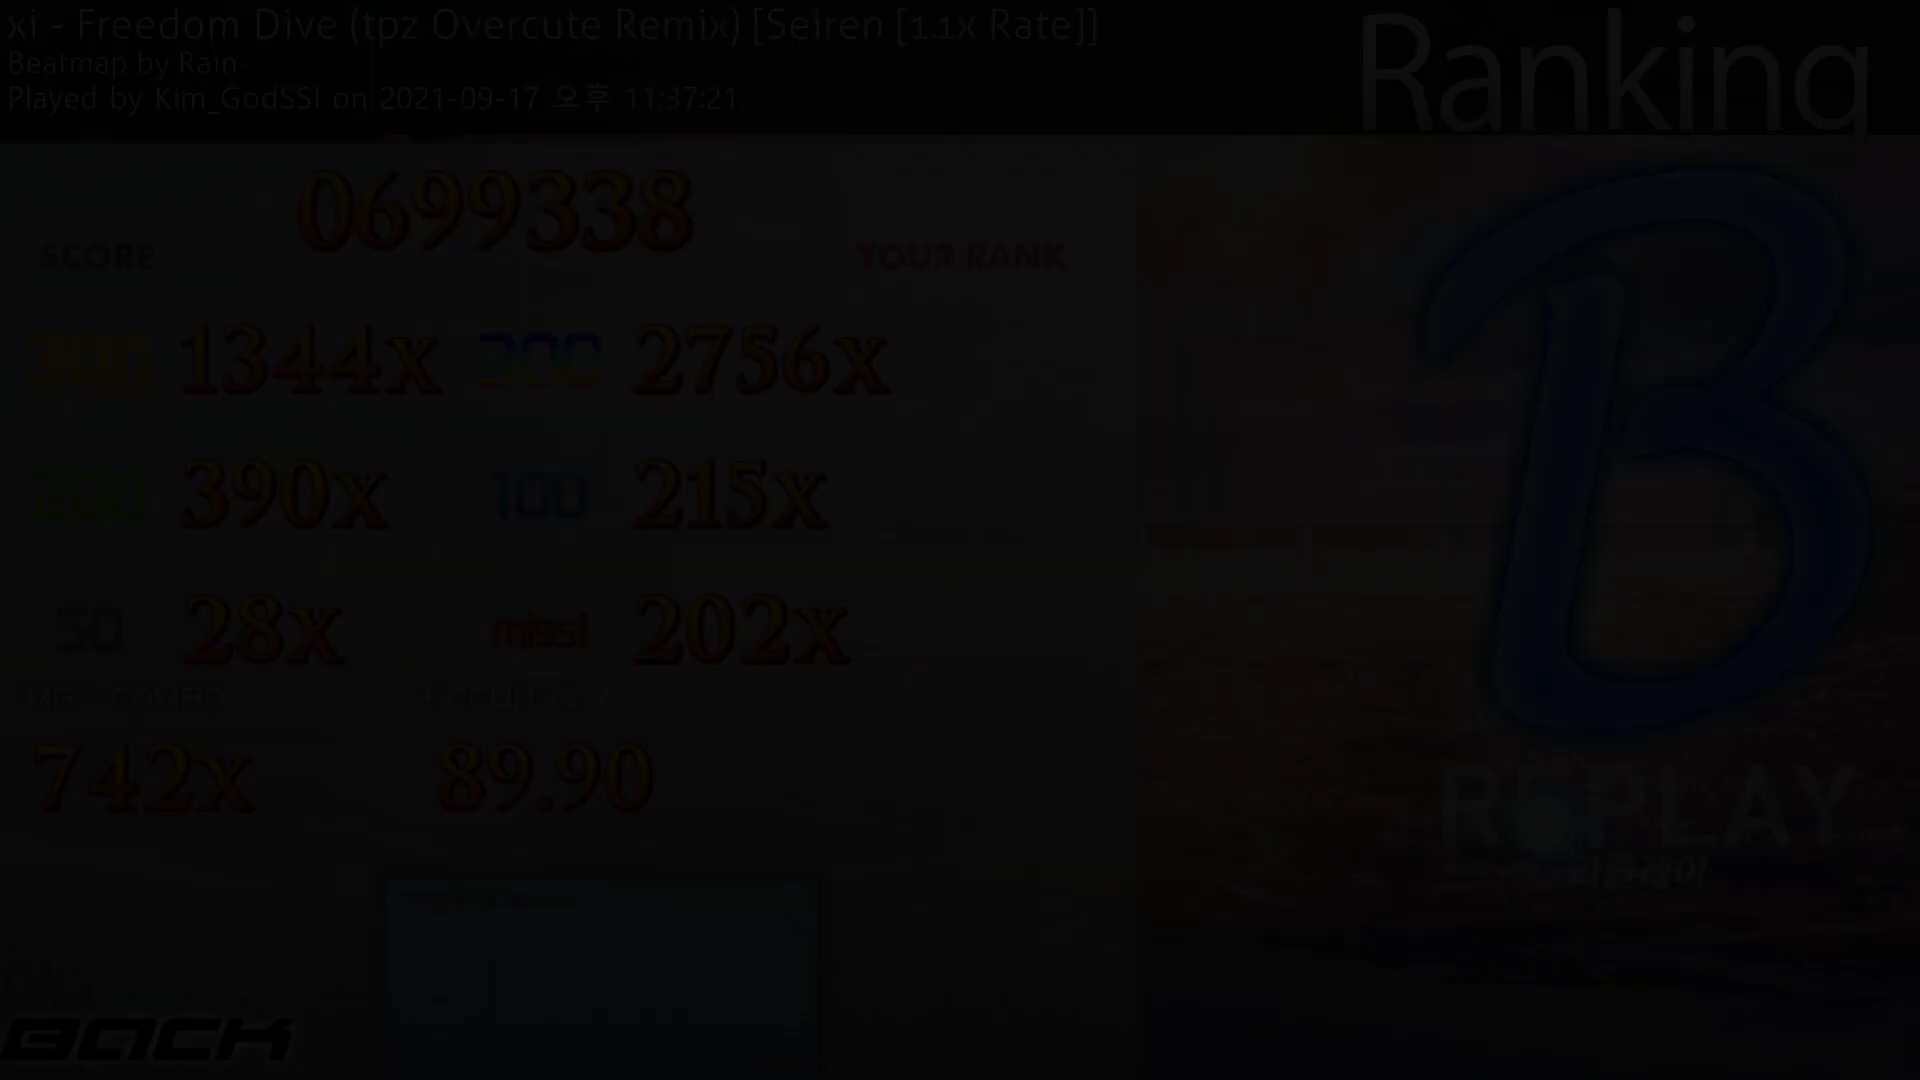 xi - Freedom Dive (tpz Overcute Remix) [Seiren [1.1x Rate]]
Beatmap by Rain-
Played by Kim_GodSSI on 2021-09-17 오후 11:37:21.
Ranking
SCORE 0699338 YOUR RANK
300 1344x 300 2756x
200 390x 100 215x
50 28x miss! 202x
742x 89.90
B
REPLAY
BACK